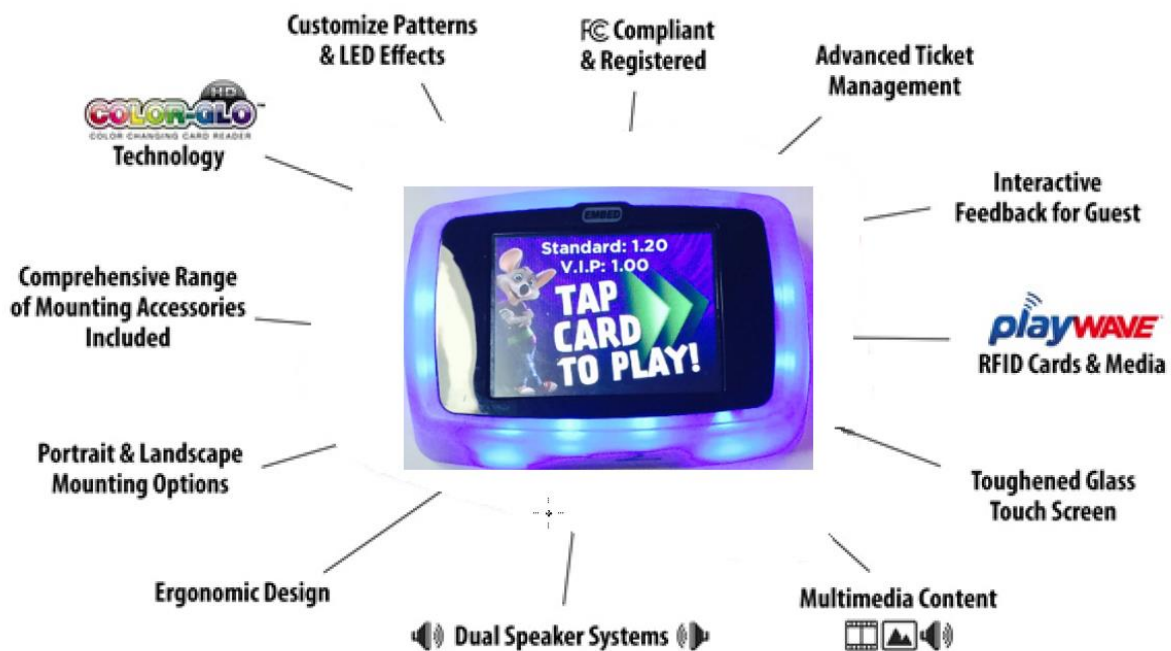 Customize Patterns
& LED Effects
FC Compliant
& Registered
Advanced Ticket
Management
HD
COLOR-GLO™
COLOR CHANGING CARD READER
Technology
Interactive
Feedback for Guest
EMBED
Standard: 1.20
V.I.P: 1.00
TAP
CARD
TO PLAY!
Comprehensive Range
of Mounting Accessories
Included
playWAVE
RFID Cards & Media
Portrait & Landscape
Mounting Options
Toughened Glass
Touch Screen
Ergonomic Design
Dual Speaker Systems
Multimedia Content